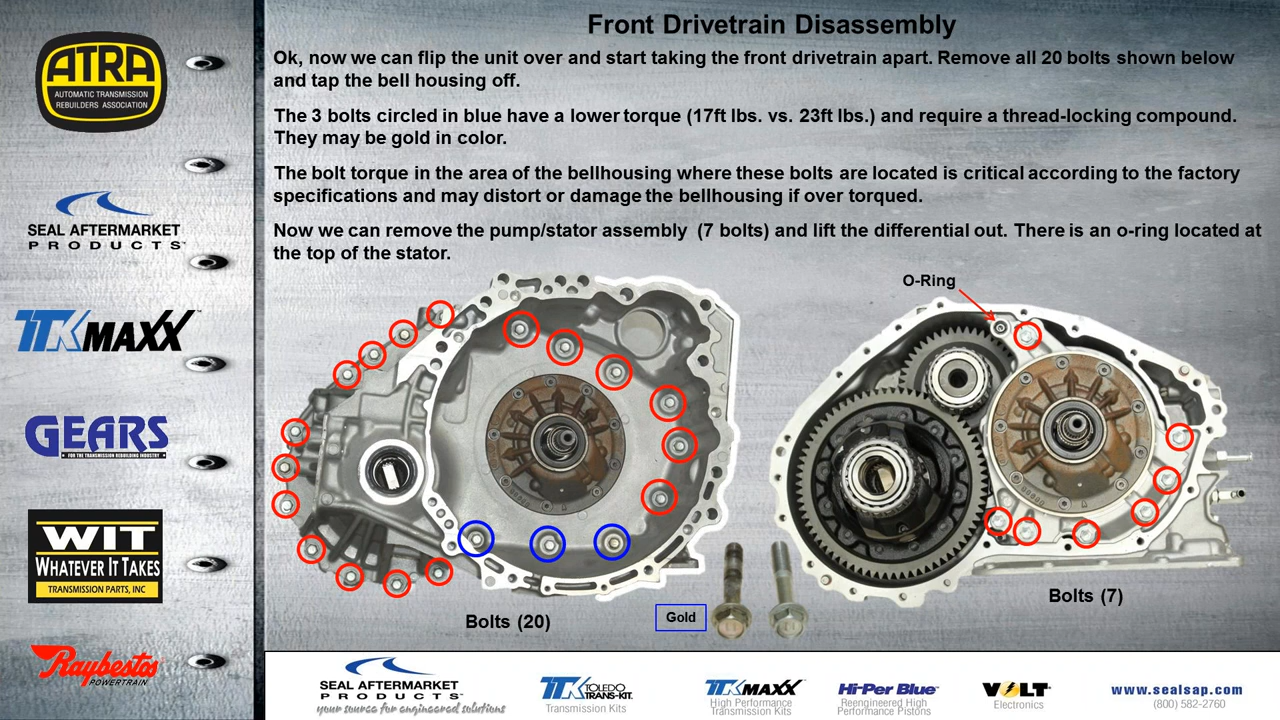 Front Drivetrain Disassembly
Ok, now we can flip the unit over and start taking the front drivetrain apart. Remove all 20 bolts shown below
and tap the bell housing off.
The 3 bolts circled in blue have a lower torque (17ft lbs. vs. 23ft lbs.) and require a thread-locking compound.
They may be gold in color.
The bolt torque in the area of the bellhousing where these bolts are located is critical according to the factory
specifications and may distort or damage the bellhousing if over torqued.
Now we can remove the pump/stator assembly (7 bolts) and lift the differential out. There is an o-ring located at
the top of the stator.
O-Ring
Bolts (20)
Gold
Bolts (7)
ATRA
AUTOMATIC TRANSMISSION
REBUILDERS ASSOCIATION
SEAL AFTERMARKET
PRODUCTS
TTK MAXX
GEARS
FOR THE TRANSMISSION REBUILDING INDUSTRY
WIT
WHATEVER IT TAKES
TRANSMISSION PARTS, INC
Raybestos
POWERTRAIN
SEAL AFTERMARKET
PRODUCTS
your source for engineered solutions
TTK TOLEDO
TRANS-KIT
Transmission Kits
TTK MAXX
High Performance
Transmission Kits
Hi-Per Blue
Reengineered High
Performance Pistons
VOLT
Electronics
www.sealsap.com
(800) 582-2760